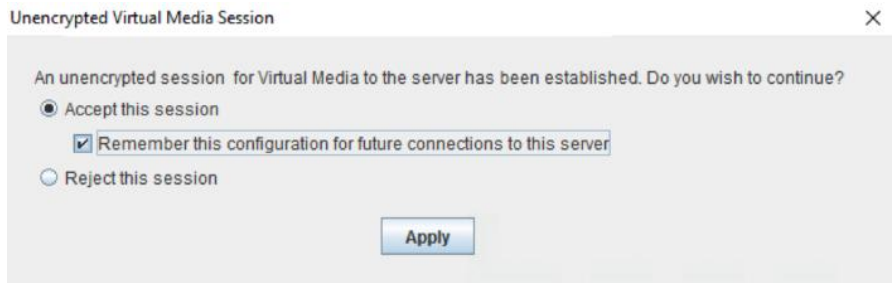 Unencrypted Virtual Media Session
An unencrypted session for Virtual Media to the server has been established. Do you wish to continue?
Accept this session
Remember this configuration for future connections to this server
Reject this session
Apply